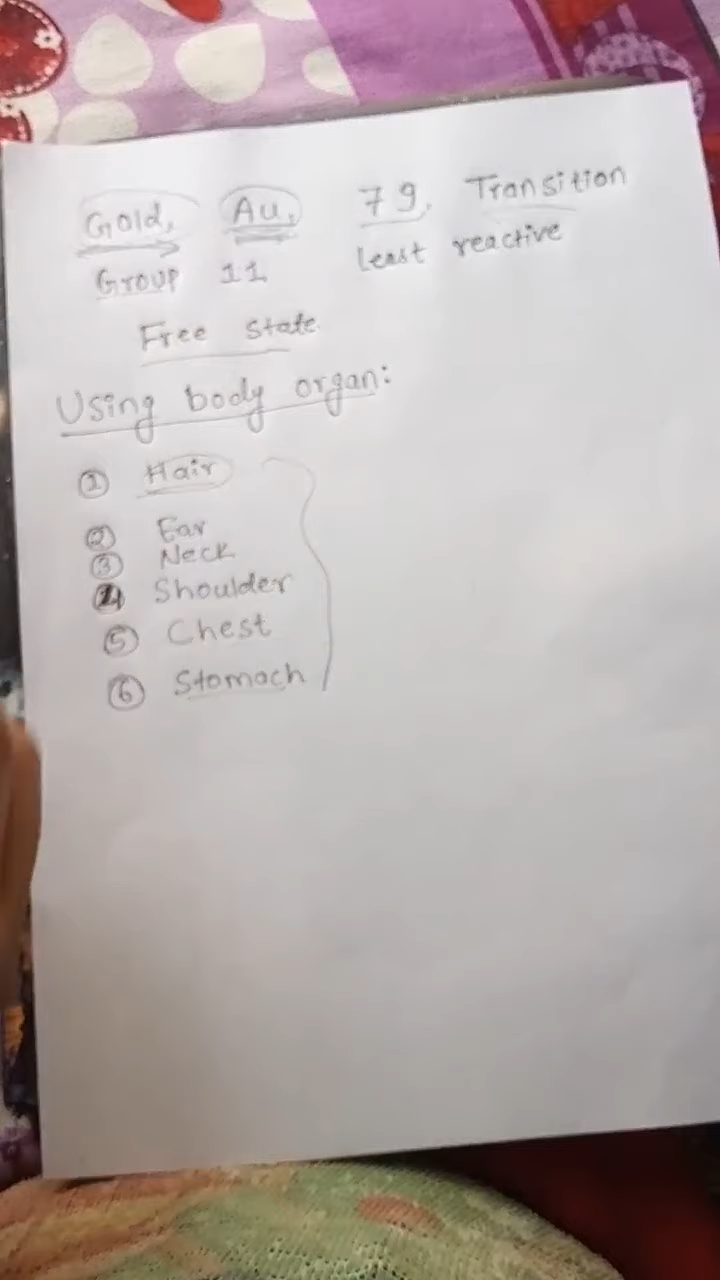 Gold, Au, 79, Transition
Group 11 Least reactive
Free state
Using body organ:
① Hair
② Ear
③ Neck
④ Shoulder
⑤ Chest
⑥ Stomach